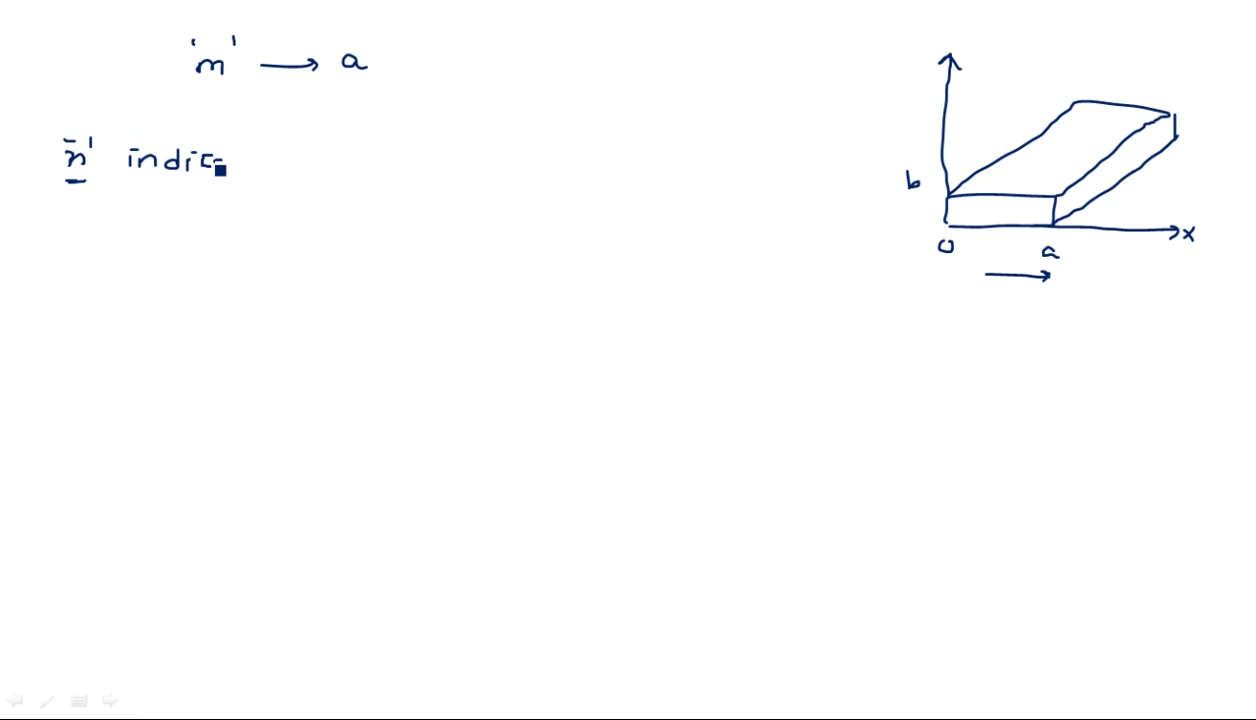 'm' → a
'n' indic
b
0 a x